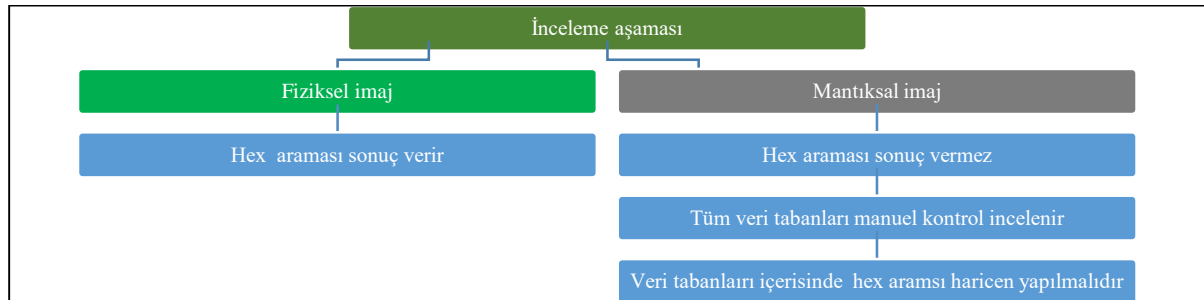 İnceleme aşaması
Fiziksel imaj
Mantıksal imaj
Hex araması sonuç verir
Hex araması sonuç vermez
Tüm veri tabanları manuel kontrol incelenir
Veri tabanlaırı içerisinde hex aramsı haricen yapılmalıdır